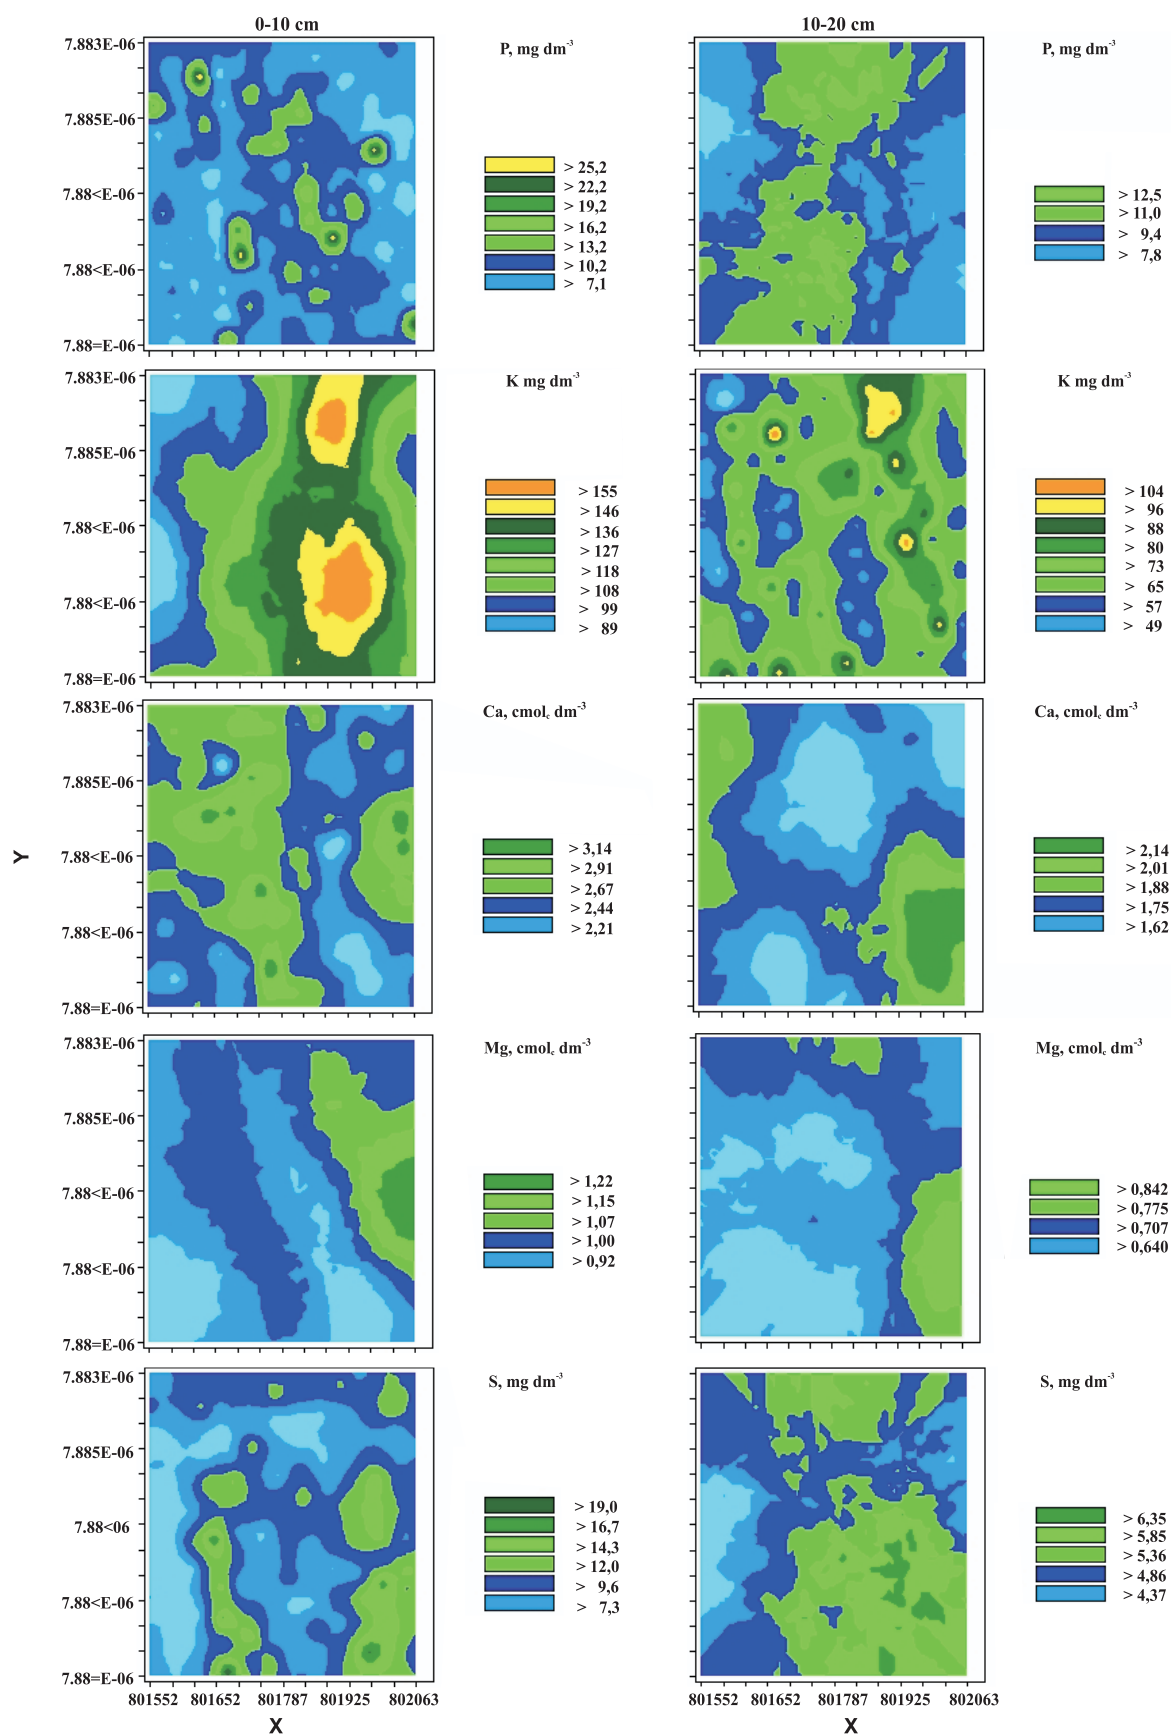 0-10 cm
10-20 cm
7.883E-06
7.885E-06
7.88<E-06
7.88<E-06
7.88=E-06
P, mg dm-3
> 25,2
> 22,2
> 19,2
> 16,2
> 13,2
> 10,2
> 7,1
P, mg dm-3
> 12,5
> 11,0
> 9,4
> 7,8
7.883E-06
7.885E-06
7.88<E-06
7.88<E-06
7.88=E-06
K mg dm-3
> 155
> 146
> 136
> 127
> 118
> 108
> 99
> 89
K mg dm-3
> 104
> 96
> 88
> 80
> 73
> 65
> 57
> 49
Y
7.883E-06
7.885E-06
7.88<E-06
7.88<E-06
7.88=E-06
Ca, cmolc dm-3
> 3,14
> 2,91
> 2,67
> 2,44
> 2,21
Ca, cmolc dm-3
> 2,14
> 2,01
> 1,88
> 1,75
> 1,62
7.883E-06
7.885E-06
7.88<E-06
7.88<E-06
7.88=E-06
Mg, cmolc dm-3
> 1,22
> 1,15
> 1,07
> 1,00
> 0,92
Mg, cmolc dm-3
> 0,842
> 0,775
> 0,707
> 0,640
7.883E-06
7.885E-06
7.88<06
7.88<E-06
7.88=E-06
S, mg dm-3
> 19,0
> 16,7
> 14,3
> 12,0
> 9,6
> 7,3
S, mg dm-3
> 6,35
> 5,85
> 5,36
> 4,86
> 4,37
801552 801652 801787 801925 802063
801552 801652 801787 801925 802063
X
X